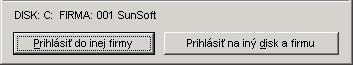 DISK: C: FIRMA: 001 SunSoft
Prihlásiť do inej firmy
Prihlásiť na iný disk a firmu